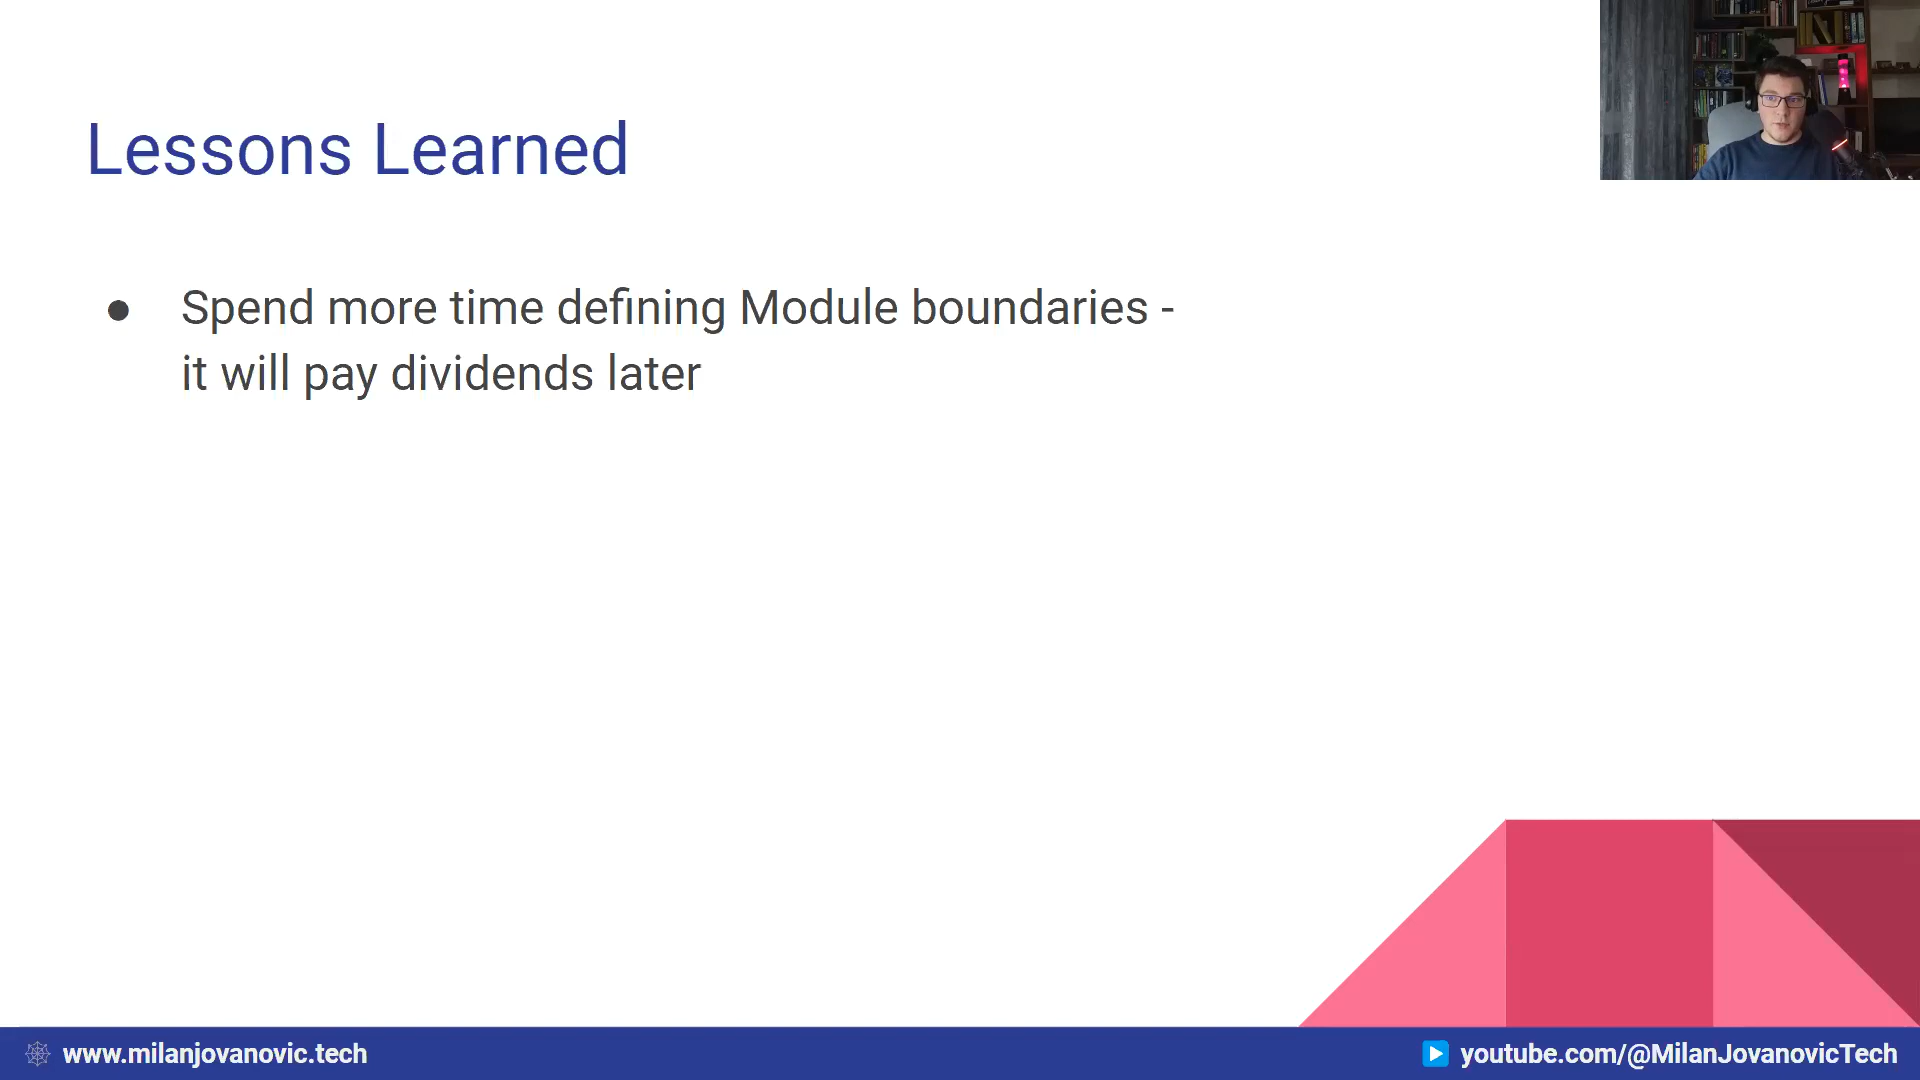 Lessons Learned
● Spend more time defining Module boundaries -
it will pay dividends later
www.milanjovanovic.tech
youtube.com/@MilanJovanovicTech